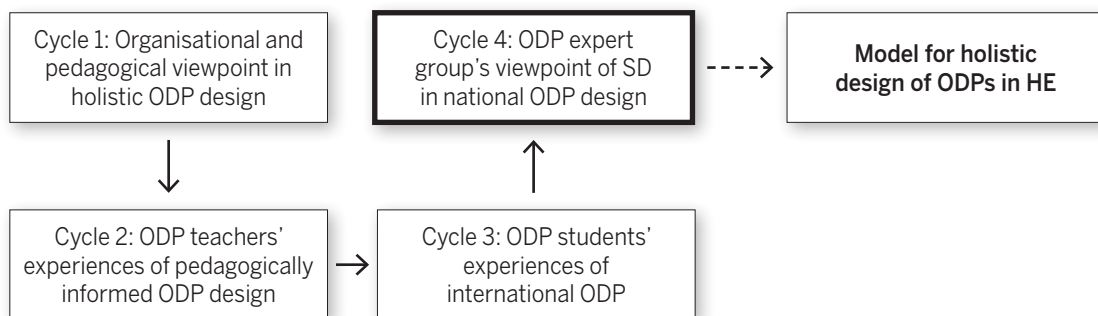 Cycle 1: Organisational and
pedagogical viewpoint in
holistic ODP design
Cycle 2: ODP teachers'
experiences of pedagogically
informed ODP design
Cycle 3: ODP students'
experiences of
international ODP
Cycle 4: ODP expert
group's viewpoint of SD
in national ODP design
Model for holistic
design of ODPs in HE